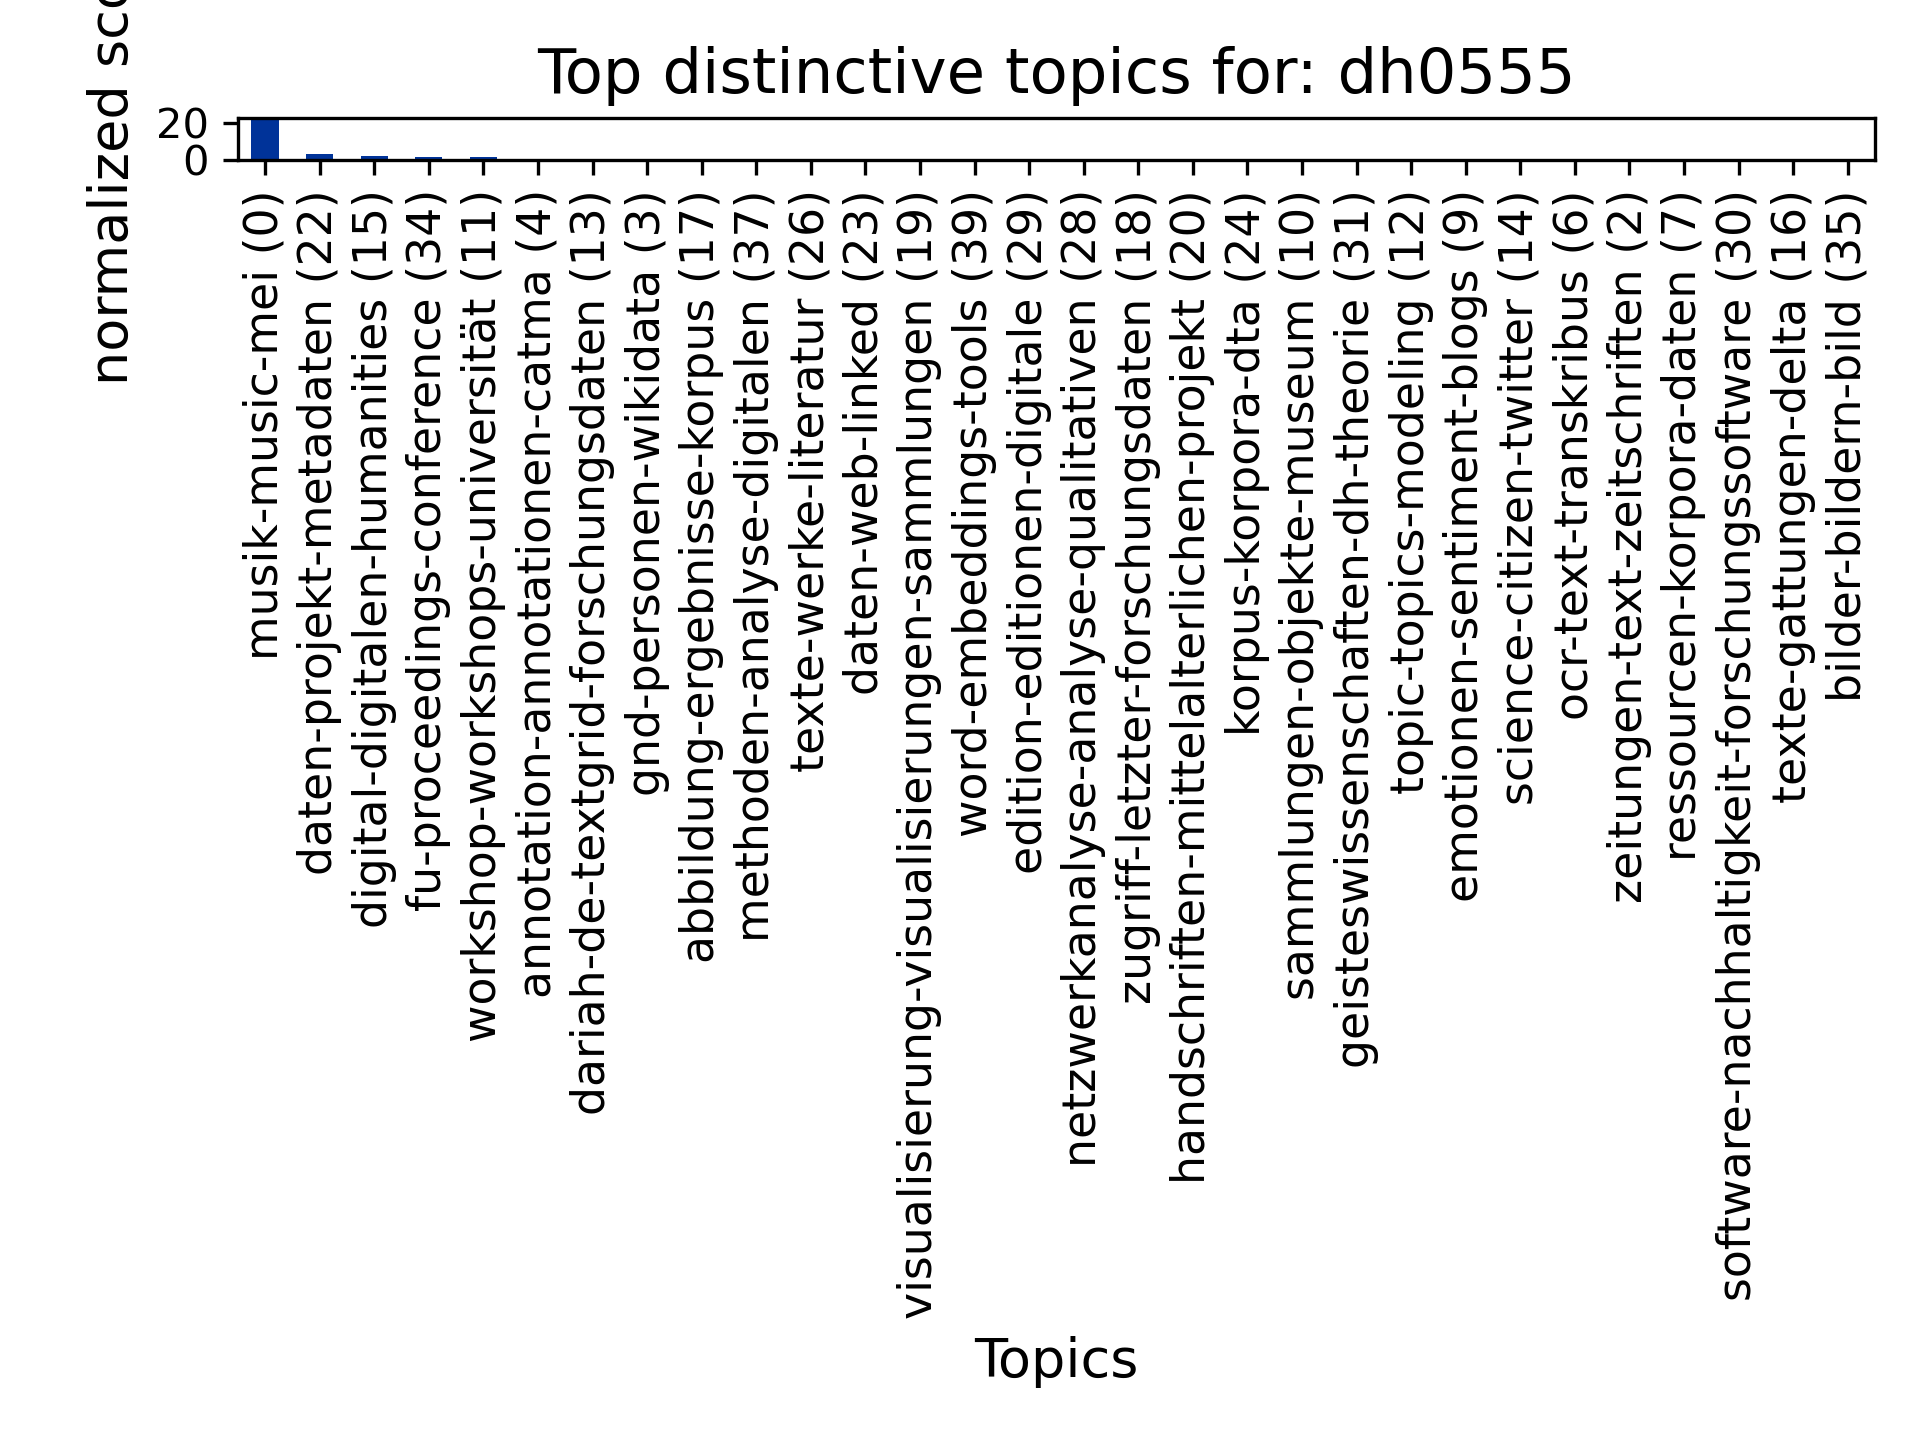 Top distinctive topics for: dh0555
normalized
20
0
musik-music-mei (0)
daten-projekt-metadaten (22)
digital-digitalen-humanities (15)
fu-proceedings-conference (34)
workshop-workshops-universität (11)
annotation-annotationen-catma (4)
dariah-de-textgrid-forschungsdaten (13)
gnd-personen-wikidata (3)
abbildung-ergebnisse-korpus (17)
methoden-analyse-digitalen (37)
texte-werke-literatur (26)
daten-web-linked (23)
visualisierung-visualisierungen-sammlungen (19)
word-embeddings-tools (39)
edition-editionen-digitale (29)
netzwerkanalyse-analyse-qualitativen (28)
zugriff-letzter-forschungsdaten (18)
handschriften-mittelalterlichen-projekt (20)
korpus-korpora-dta (24)
sammlungen-objekte-museum (10)
geisteswissenschaften-dh-theorie (31)
topic-topics-modeling (12)
emotionen-sentiment-blogs (9)
science-citizen-twitter (14)
ocr-text-transkribus (6)
zeitungen-text-zeitschriften (2)
ressourcen-korpora-daten (7)
software-nachhaltigkeit-forschungssoftware (30)
texte-gattungen-delta (16)
bilder-bildern-bild (35)
Topics